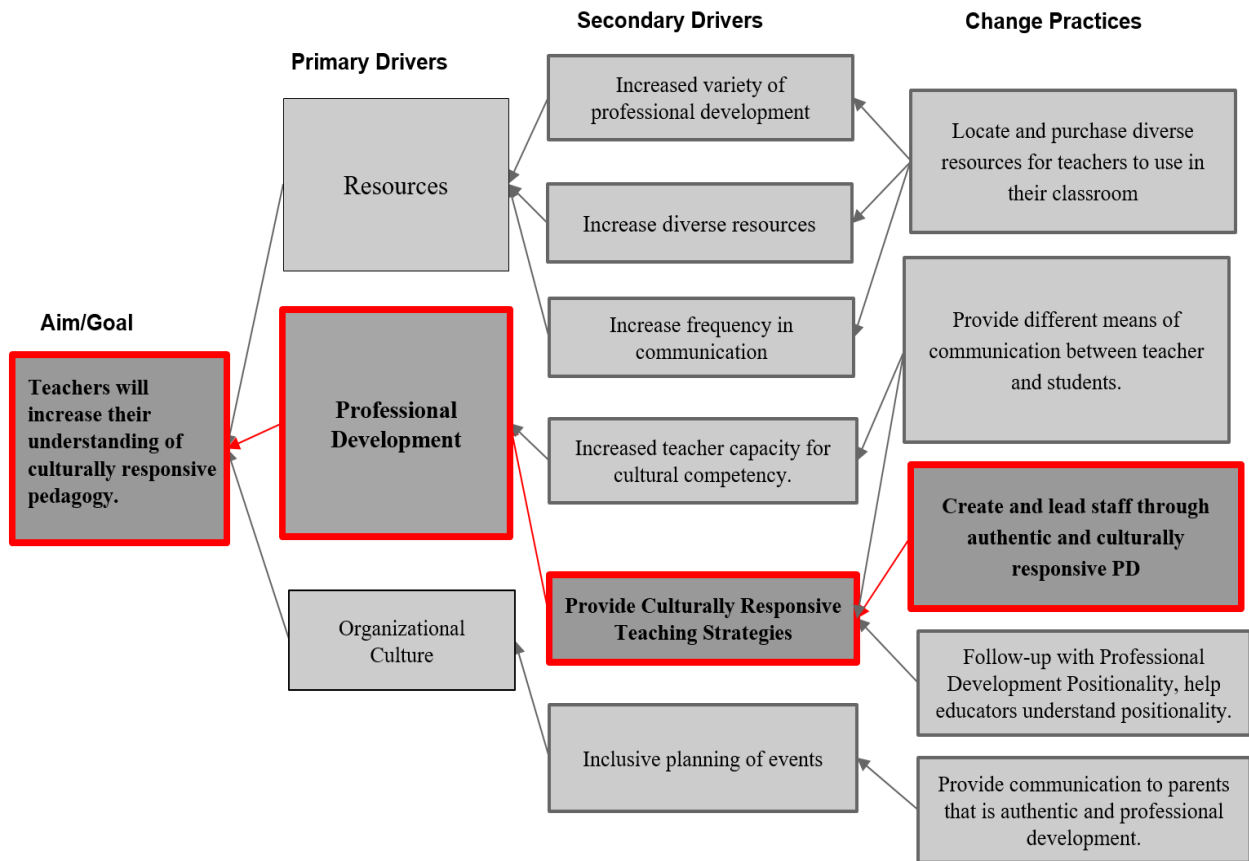 Secondary Drivers
Change Practices
Primary Drivers
Aim/Goal
Teachers will
increase their
understanding of
culturally responsive
pedagogy.
Resources
Professional
Development
Organizational
Culture
Increased variety of
professional development
Increase diverse resources
Increase frequency in
communication
Increased teacher capacity for
cultural competency.
Provide Culturally Responsive
Teaching Strategies
Inclusive planning of events
Locate and purchase diverse
resources for teachers to use in
their classroom
Provide different means of
communication between teacher
and students.
Create and lead staff through
authentic and culturally
responsive PD
Follow-up with Professional
Development Positionality, help
educators understand positionality.
Provide communication to parents
that is authentic and professional
development.